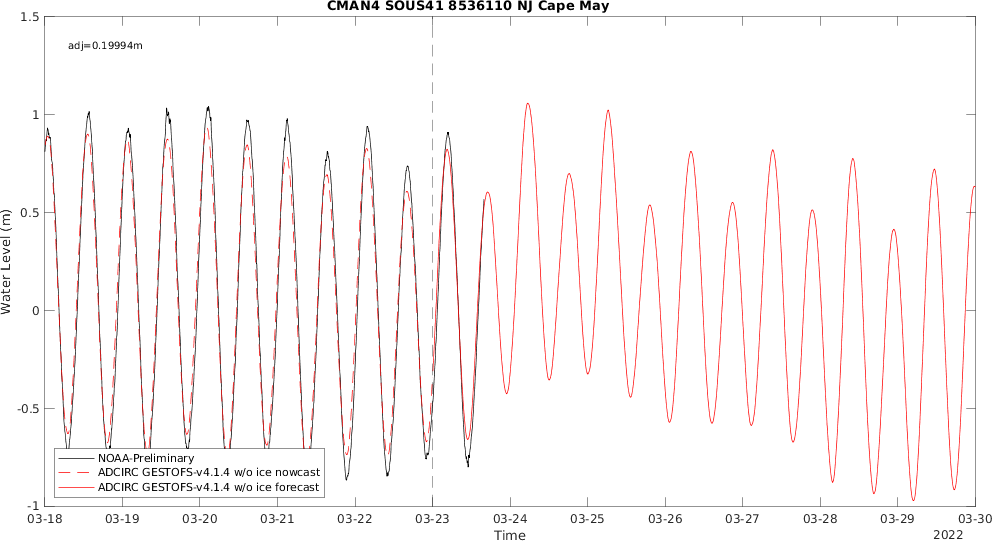 CMAN4 SOUS41 8536110 NJ Cape May
adj=0.19994m
1.5
1
0.5
0
-0.5
-1
Water Level (m)
NOAA-Preliminary
ADCIRC GESTOFS-v4.1.4 w/o ice nowcast
ADCIRC GESTOFS-v4.1.4 w/o ice forecast
03-18 03-19 03-20 03-21 03-22 03-23 03-24 03-25 03-26 03-27 03-28 03-29 03-30
Time
2022